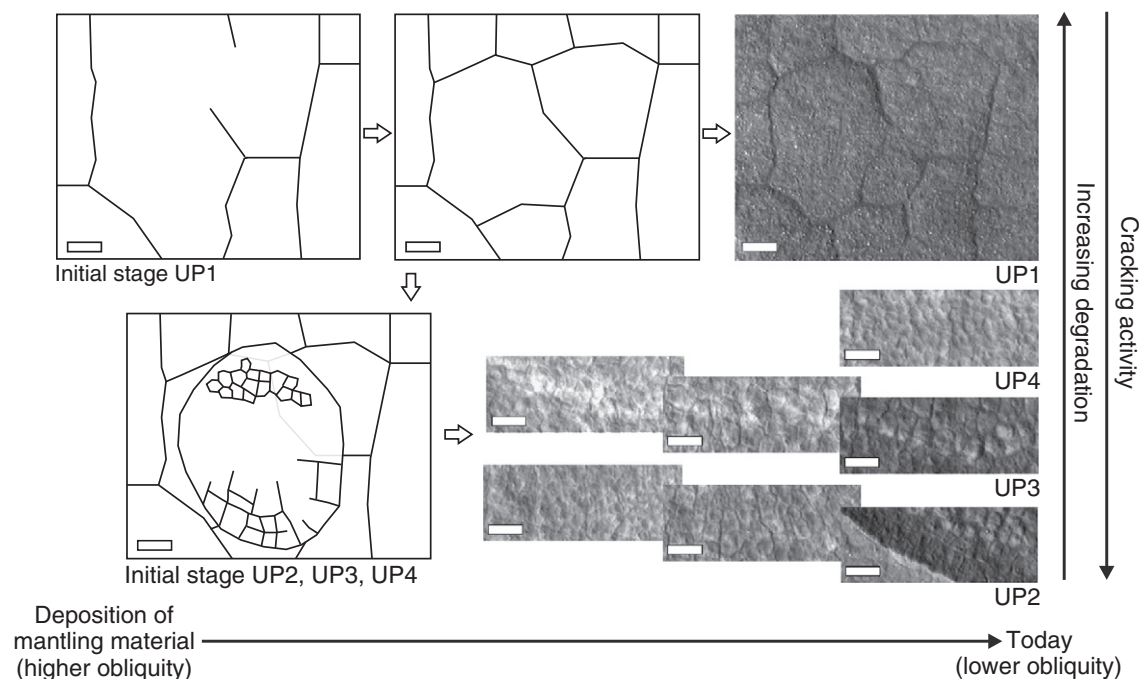 Initial stage UP1
UP1
UP4
UP3
UP2
Increasing degradation
Cracking activity
Initial stage UP2, UP3, UP4
Deposition of
mantling material
(higher obliquity)
Today
(lower obliquity)